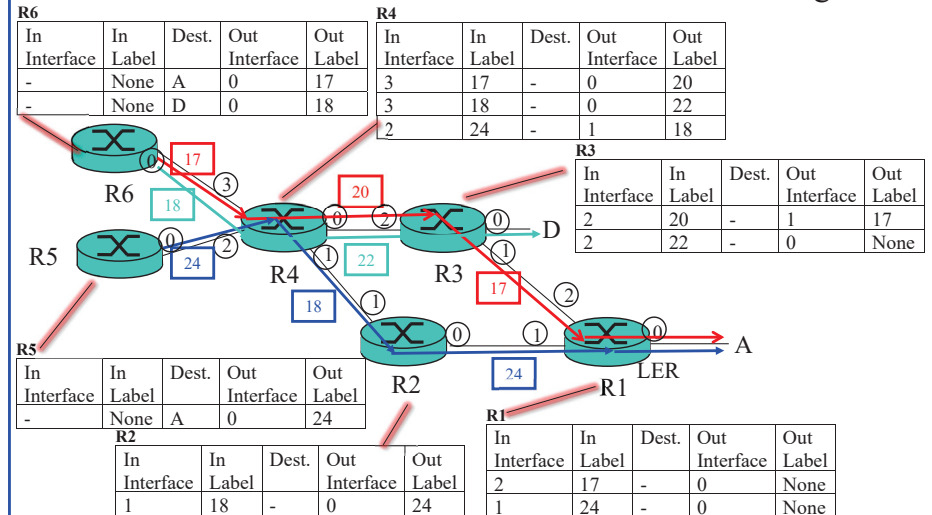 R6
In Interface | In Label | Dest. | Out Interface | Out Label
- | None | A | 0 | 17
- | None | D | 0 | 18
R4
In Interface | In Label | Dest. | Out Interface | Out Label
3 | 17 | - | 0 | 20
3 | 18 | - | 0 | 22
2 | 24 | - | 1 | 18
R3
In Interface | In Label | Dest. | Out Interface | Out Label
2 | 20 | - | 1 | 17
2 | 22 | - | 0 | None
0
17
3
R6
18
20
0
2
0
D
R5
0
2
24
R4
1
22
R3
1
17
2
18
1
0
1
0
A
24
R2
R1
LER
R5
In Interface | In Label | Dest. | Out Interface | Out Label
- | None | A | 0 | 24
R2
In Interface | In Label | Dest. | Out Interface | Out Label
1 | 18 | - | 0 | 24
R1
In Interface | In Label | Dest. | Out Interface | Out Label
2 | 17 | - | 0 | None
1 | 24 | - | 0 | None